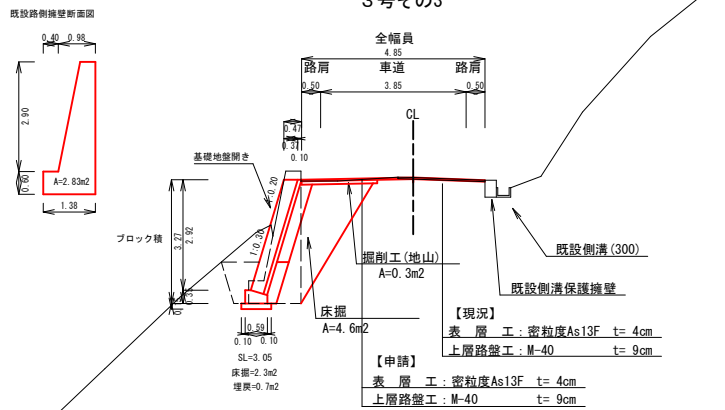 3号その3
既設路側擁壁断面図
0.40 0.98
2.90
0.60
A=2.83m2
1.38
全幅員
4.85
路肩 車道 路肩
0.50 3.85 0.50
CL
0.47
0.37
0.10
基礎地盤開き
1:0.30
ブロック積
3.27
2.92
0.59
0.10 0.10
SL=3.05
床掘=2.3m2
埋戻=0.7m2
掘削工(地山)
A=0.3m2
床掘
A=4.6m2
既設側溝(300)
既設側溝保護擁壁
【現況】
表 層 工：密粒度As13F t= 4cm
上層路盤工：M-40 t= 9cm
【申請】
表 層 工：密粒度As13F t= 4cm
上層路盤工：M-40 t= 9cm